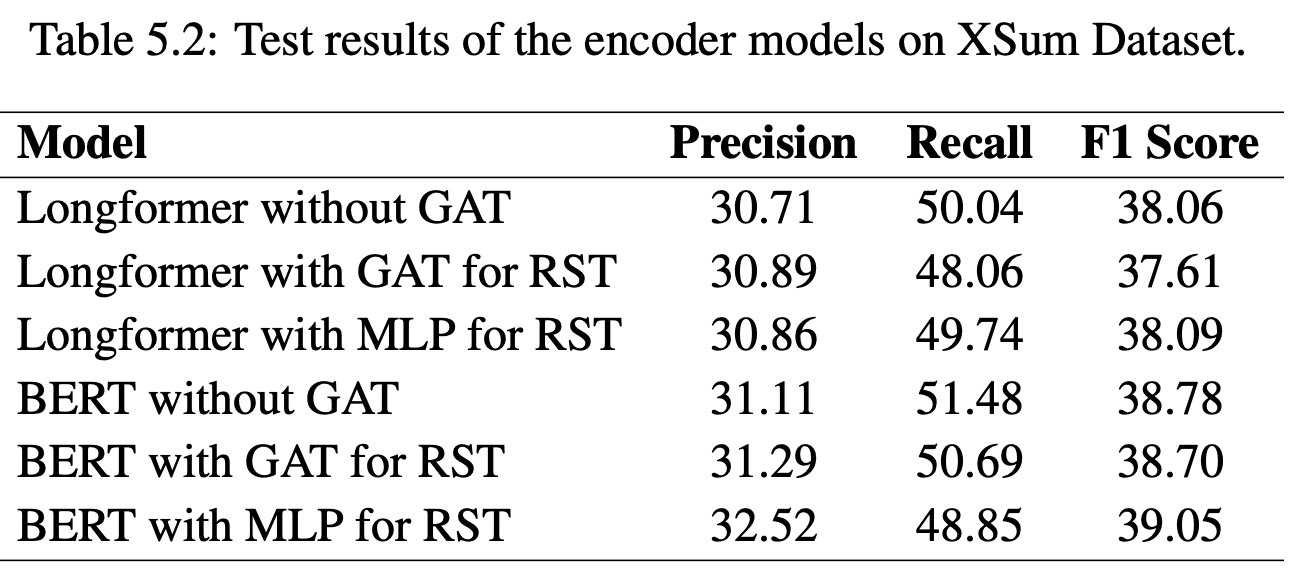 Table 5.2: Test results of the encoder models on XSum Dataset.
Model Precision Recall F1 Score
Longformer without GAT 30.71 50.04 38.06
Longformer with GAT for RST 30.89 48.06 37.61
Longformer with MLP for RST 30.86 49.74 38.09
BERT without GAT 31.11 51.48 38.78
BERT with GAT for RST 31.29 50.69 38.70
BERT with MLP for RST 32.52 48.85 39.05